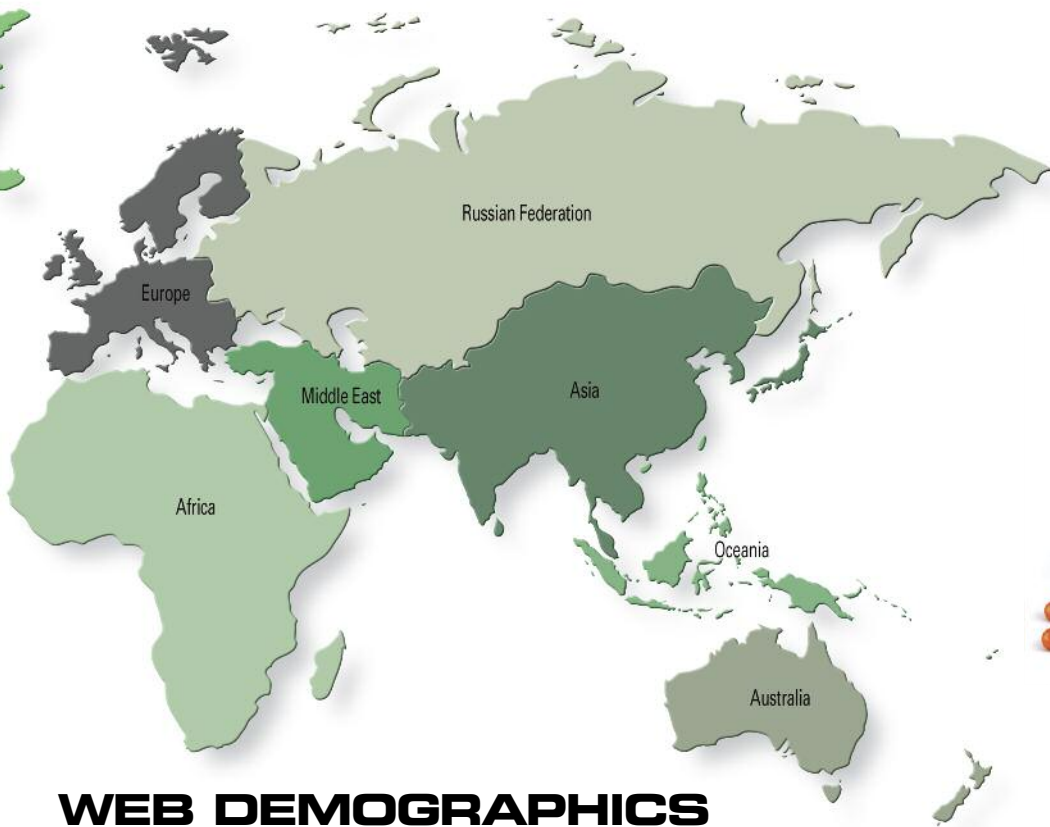 Russian Federation
Europe
Middle East
Asia
Africa
Oceania
Australia
WEB DEMOGRAPHICS